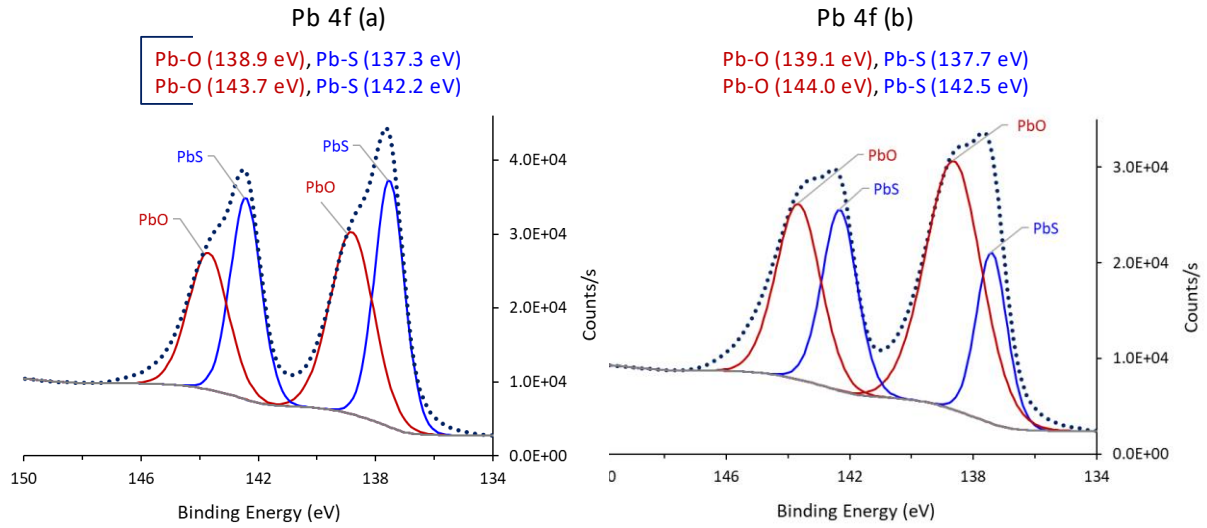 Pb 4f (a)
Pb-O (138.9 eV), Pb-S (137.3 eV)
Pb-O (143.7 eV), Pb-S (142.2 eV)
PbS
PbS
PbO
PbO
4.0E+04
3.0E+04
2.0E+04
1.0E+04
0.0E+00
Counts/s
150
146
142
138
134
Binding Energy (eV)
Pb 4f (b)
Pb-O (139.1 eV), Pb-S (137.7 eV)
Pb-O (144.0 eV), Pb-S (142.5 eV)
PbO
PbO
PbS
PbS
3.0E+04
2.0E+04
1.0E+04
0.0E+00
Counts/s
0
146
142
138
134
Binding Energy (eV)